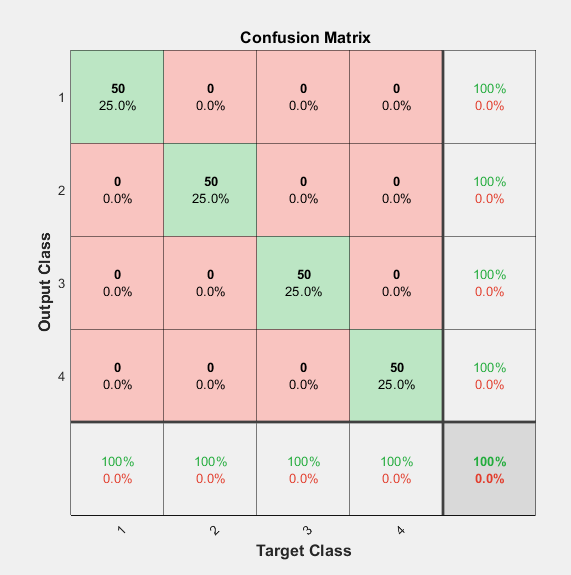 Confusion Matrix
1
50 0 0 0 100%
25.0% 0.0% 0.0% 0.0% 0.0%
2
0 50 0 0 100%
0.0% 25.0% 0.0% 0.0% 0.0%
3
0 0 50 0 100%
0.0% 0.0% 25.0% 0.0% 0.0%
4
0 0 0 50 100%
0.0% 0.0% 0.0% 25.0% 0.0%
100% 100% 100% 100% 100%
0.0% 0.0% 0.0% 0.0% 0.0%
1 2 3 4
Output Class
Target Class